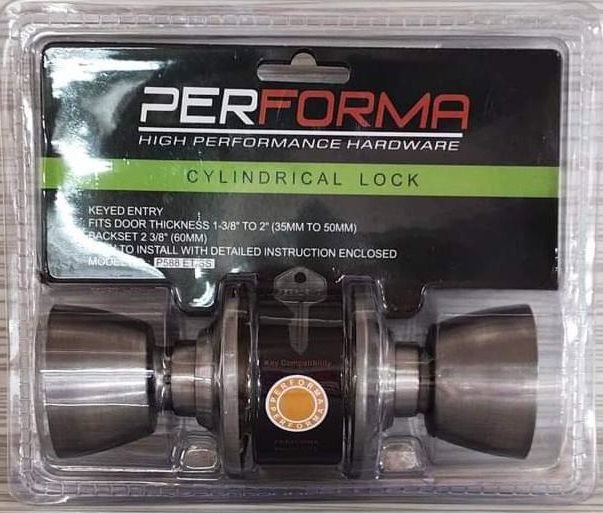 PERFORMA
HIGH PERFORMANCE HARDWARE
CYLINDRICAL LOCK
KEYED ENTRY
FITS DOOR THICKNESS 1-3/8" TO 2" (35MM TO 50MM)
BACKSET 2 3/8" (60MM)
TO INSTALL WITH DETAILED INSTRUCTION ENCLOSED
P588 ET-SS
Key Compatibility
PERFORMA
PERFORMA